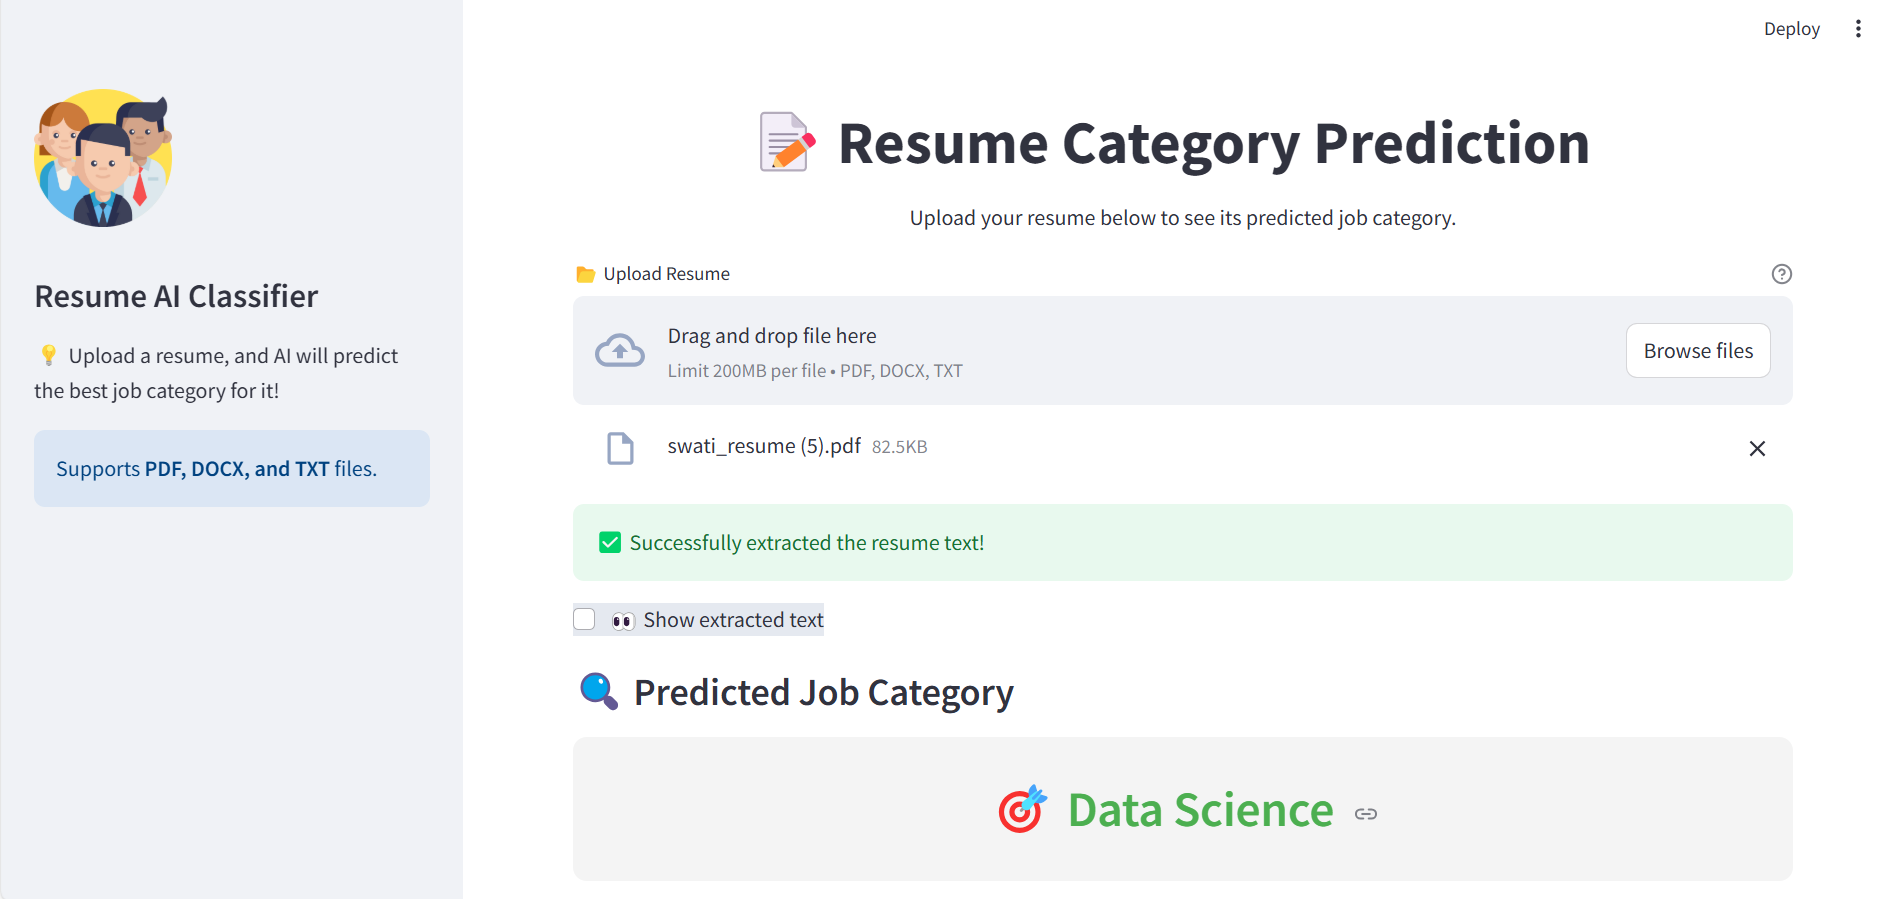 Deploy
Resume AI Classifier
💡 Upload a resume, and AI will predict
the best job category for it!
Supports PDF, DOCX, and TXT files.
📝 Resume Category Prediction
Upload your resume below to see its predicted job category.
📂 Upload Resume
Drag and drop file here
Limit 200MB per file • PDF, DOCX, TXT
Browse files
swati_resume (5).pdf 82.5KB
✅ Successfully extracted the resume text!
👀 Show extracted text
🔍 Predicted Job Category
🎯 Data Science